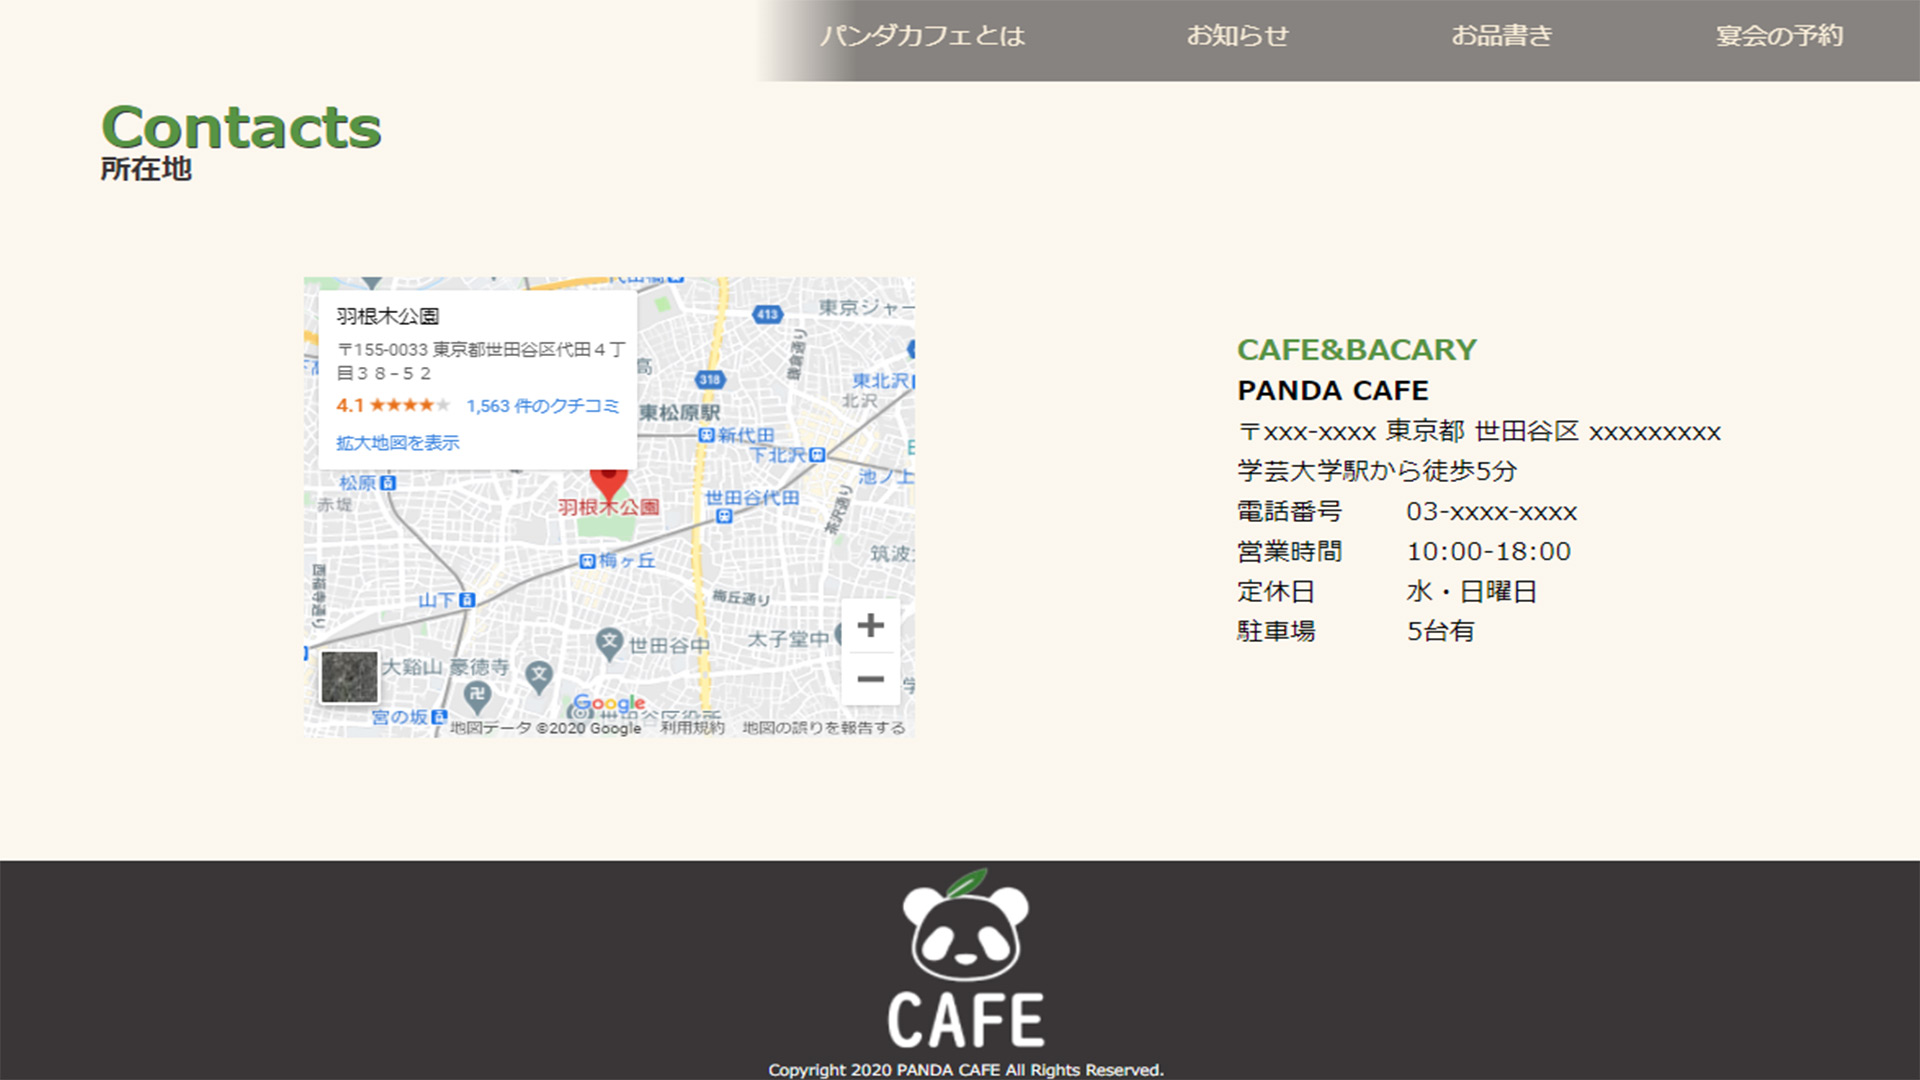 パンダカフェとは
お知らせ
お品書き
宴会の予約
Contacts
所在地
羽根木公園
〒155-0033 東京都世田谷区代田４丁
目３８−５２
4.1 ★★★★★ 1,563 件のクチコミ
拡大地図を表示
413
東京ジャー
鎌倉通り
318
東北沢
北沢
東松原駅
新代田
下北沢
池ノ上
松原
赤堤
羽根木公園
世田谷代田
茶沢通り
筑波
梅ヶ丘
山下
梅丘通り
世田谷中
太子堂中
大谿山 豪徳寺
宮の坂
Google
地図データ ©2020 Google 利用規約 地図の誤りを報告する
CAFE&BACARY
PANDA CAFE
〒xxx-xxxx 東京都 世田谷区 xxxxxxxxx
学芸大学駅から徒歩5分
電話番号 03-xxxx-xxxx
営業時間 10:00-18:00
定休日 水・日曜日
駐車場 5台有
CAFE
Copyright 2020 PANDA CAFE All Rights Reserved.